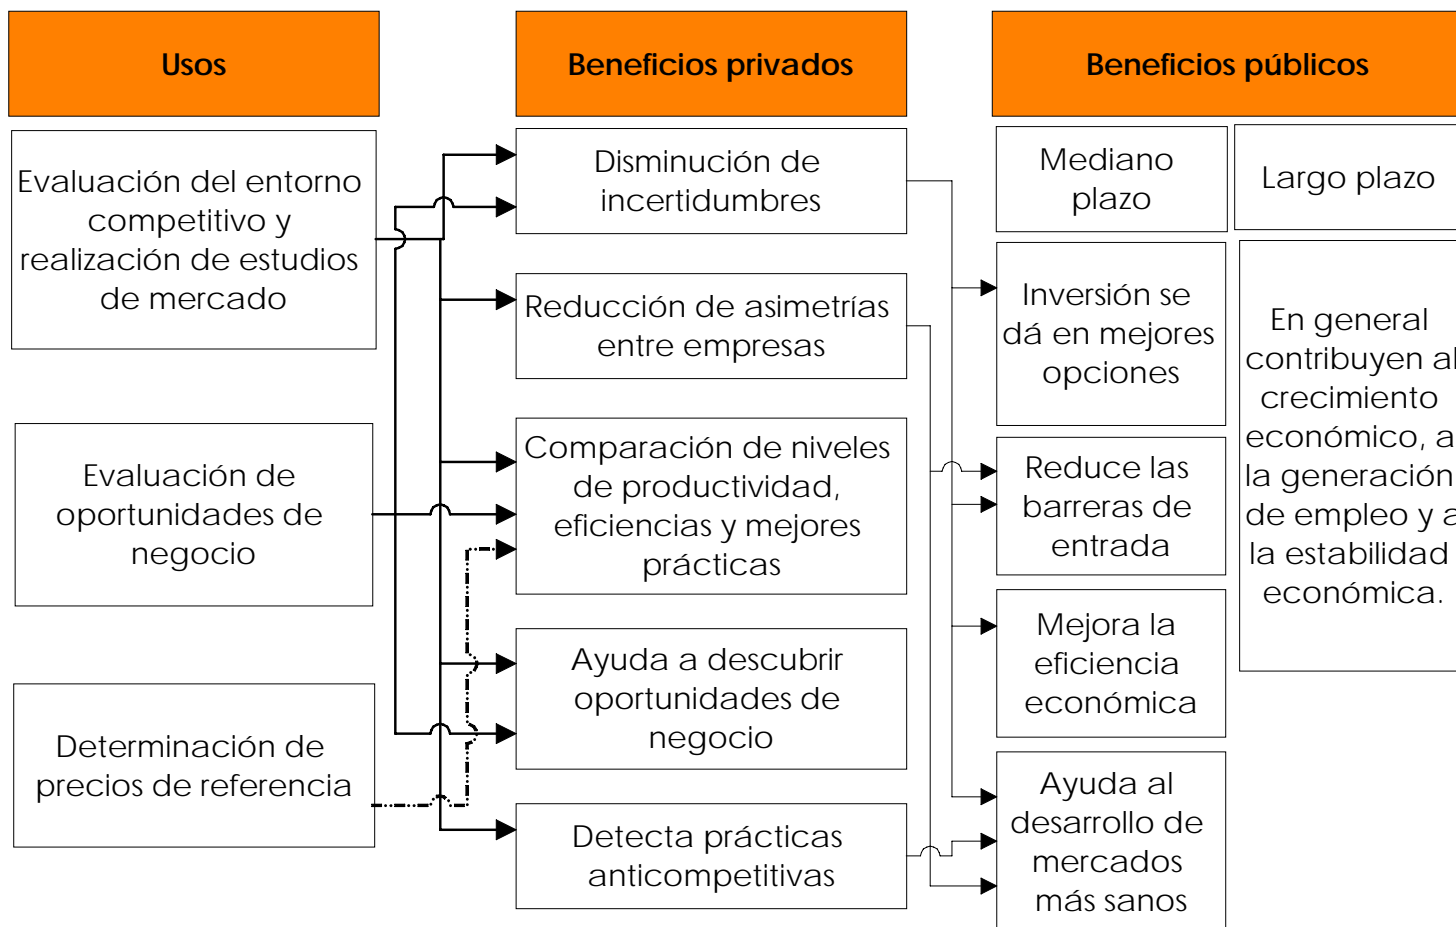 Usos
Beneficios privados
Beneficios públicos
Evaluación del entorno
competitivo y
realización de estudios
de mercado
Evaluación de
oportunidades de
negocio
Determinación de
precios de referencia
Disminución de
incertidumbres
Reducción de asimetrías
entre empresas
Comparación de niveles
de productividad,
eficiencias y mejores
prácticas
Ayuda a descubrir
oportunidades de
negocio
Detecta prácticas
anticompetitivas
Mediano
plazo
Inversión se
dá en mejores
opciones
Reduce las
barreras de
entrada
Mejora la
eficiencia
económica
Ayuda al
desarrollo de
mercados
más sanos
Largo plazo
En general
contribuyen al
crecimiento
económico, a
la generación
de empleo y a
la estabilidad
económica.